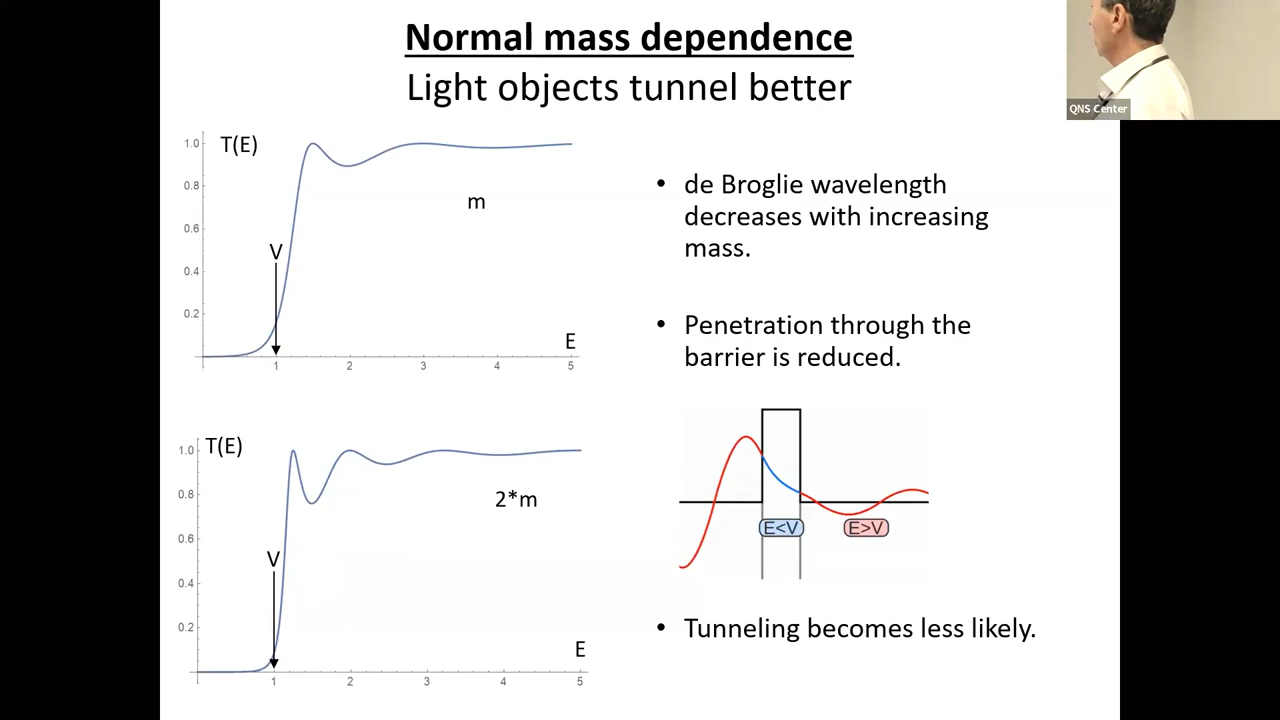 Normal mass dependence
Light objects tunnel better
QNS Center
T(E)
1.0
0.8
0.6
0.4
0.2
m
V
E
1 2 3 4 5
T(E)
1.0
0.8
0.6
0.4
0.2
2*m
V
E
1 2 3 4 5
• de Broglie wavelength
decreases with increasing
mass.
• Penetration through the
barrier is reduced.
E<V E>V
• Tunneling becomes less likely.